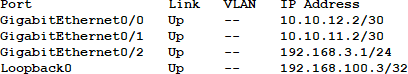 Port Link VLAN IP Address
GigabitEthernet0/0 Up -- 10.10.12.2/30
GigabitEthernet0/1 Up -- 10.10.11.2/30
GigabitEthernet0/2 Up -- 192.168.3.1/24
Loopback0 Up -- 192.168.100.3/32